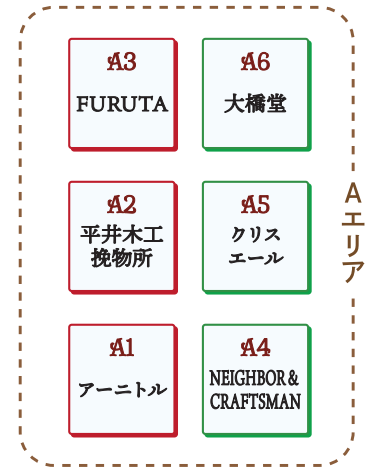 A3
FURUTA
A6
大橋堂
A2
平井木工
挽物所
A5
クリス
エール
A1
アーニトル
A4
NEIGHBOR &
CRAFTSMAN
Aエリア